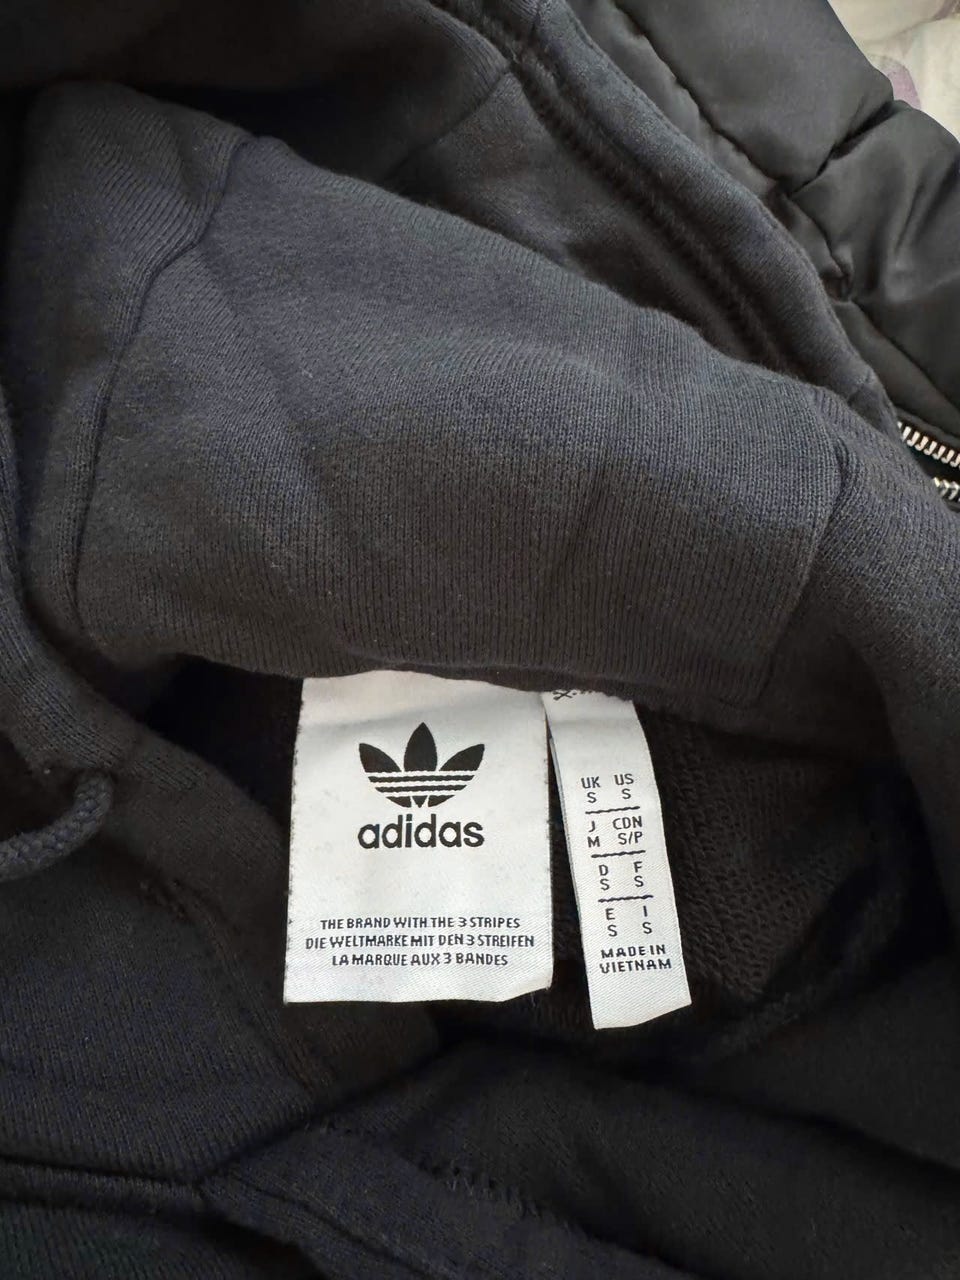 adidas
THE BRAND WITH THE 3 STRIPES
DIE WELTMARKE MIT DEN 3 STREIFEN
LA MARQUE AUX 3 BANDES
UK US
S S
J CDN
M S/P
D F
S S
E I
S S
MADE IN
VIETNAM